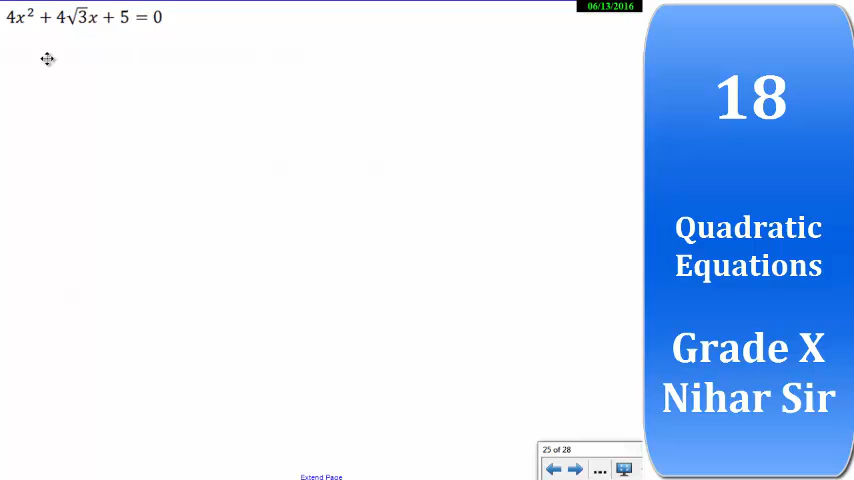 4x² + 4√3x + 5 = 0
06/13/2016
18
Quadratic
Equations
Grade X
Nihar Sir
25 of 28
Extend Page